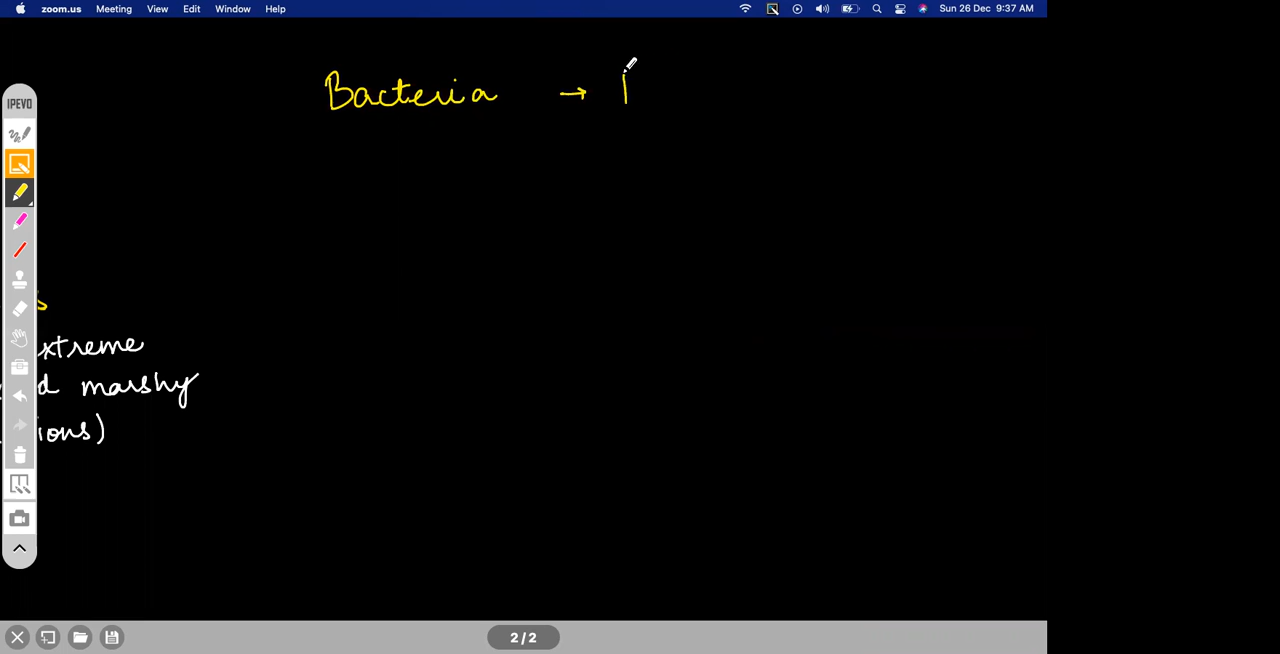 zoom.us Meeting View Edit Window Help Sun 26 Dec 9:37 AM
Bacteria →
IPEVO
xtreme
d marshy
ions)
2/2